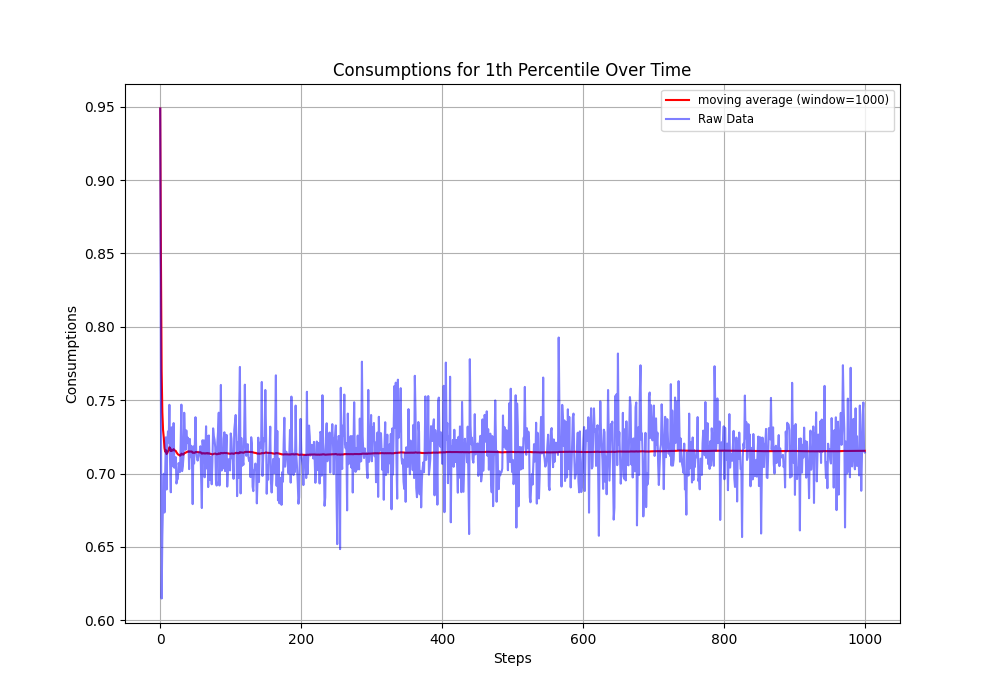 Consumptions for 1th Percentile Over Time
moving average (window=1000)
Raw Data
Consumptions
0.95
0.90
0.85
0.80
0.75
0.70
0.65
0.60
0
200
400
600
800
1000
Steps